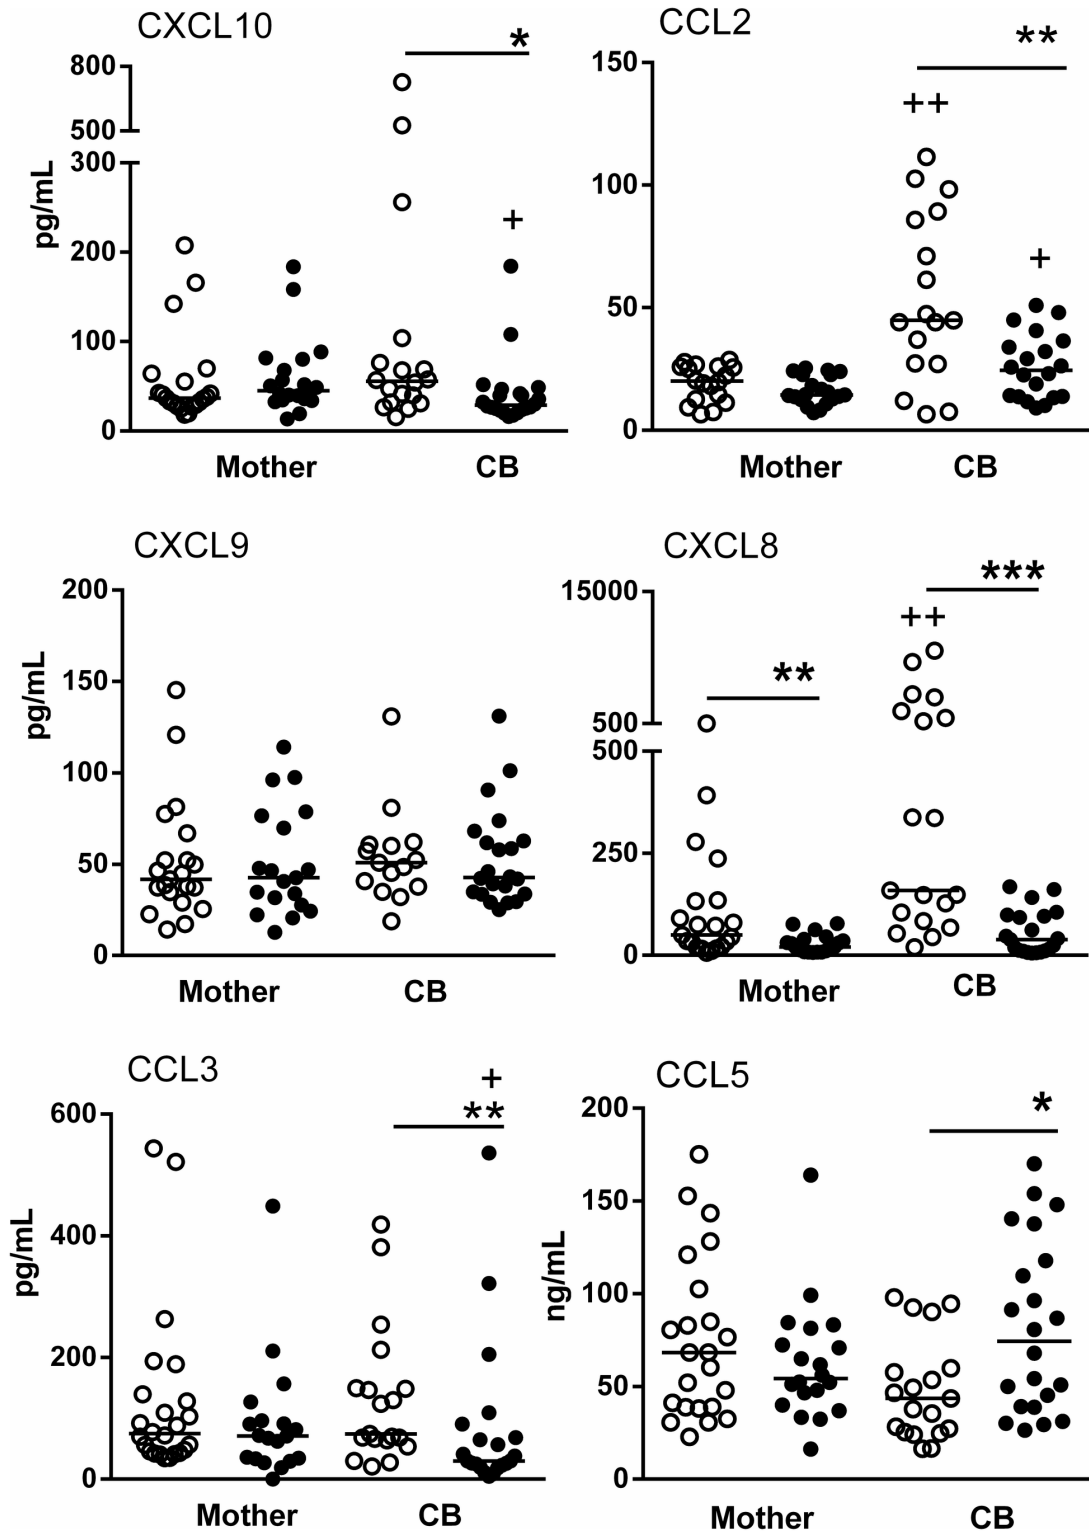 CXCL10
*
800
500
300
200
100
0
pg/mL
+
Mother
CB
CCL2
**
++
+
150
100
50
0
Mother
CB
CXCL9
200
150
100
50
0
pg/mL
Mother
CB
CXCL8
***
++
**
15000
500
500
250
0
Mother
CB
CCL3
+
**
600
400
200
0
pg/mL
Mother
CB
CCL5
*
200
150
100
50
0
ng/mL
Mother
CB